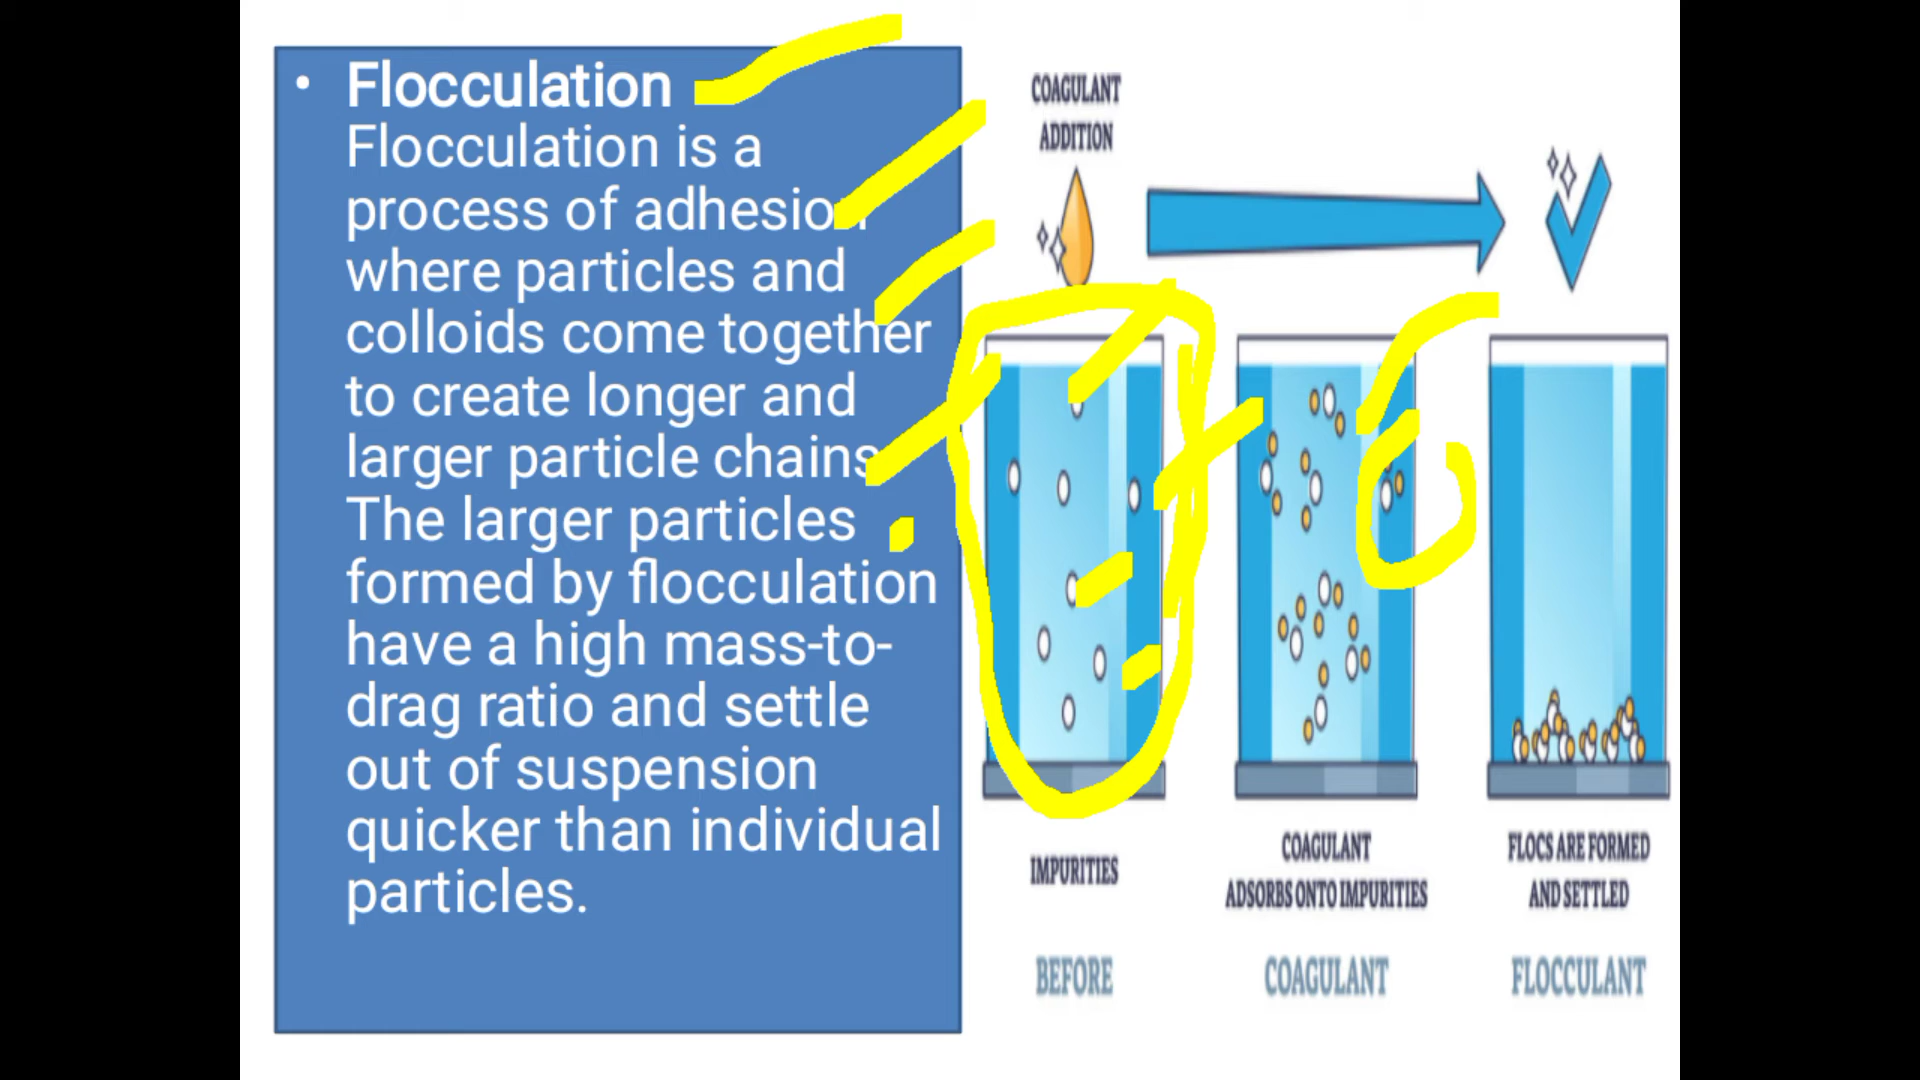 • Flocculation
Flocculation is a
process of adhesion
where particles and
colloids come together
to create longer and
larger particle chains
The larger particles
formed by flocculation
have a high mass-to-
drag ratio and settle
out of suspension
quicker than individual
particles.
COAGULANT
ADDITION
IMPURITIES
BEFORE
COAGULANT
ADSORBS ONTO IMPURITIES
COAGULANT
FLOCS ARE FORMED
AND SETTLED
FLOCCULANT